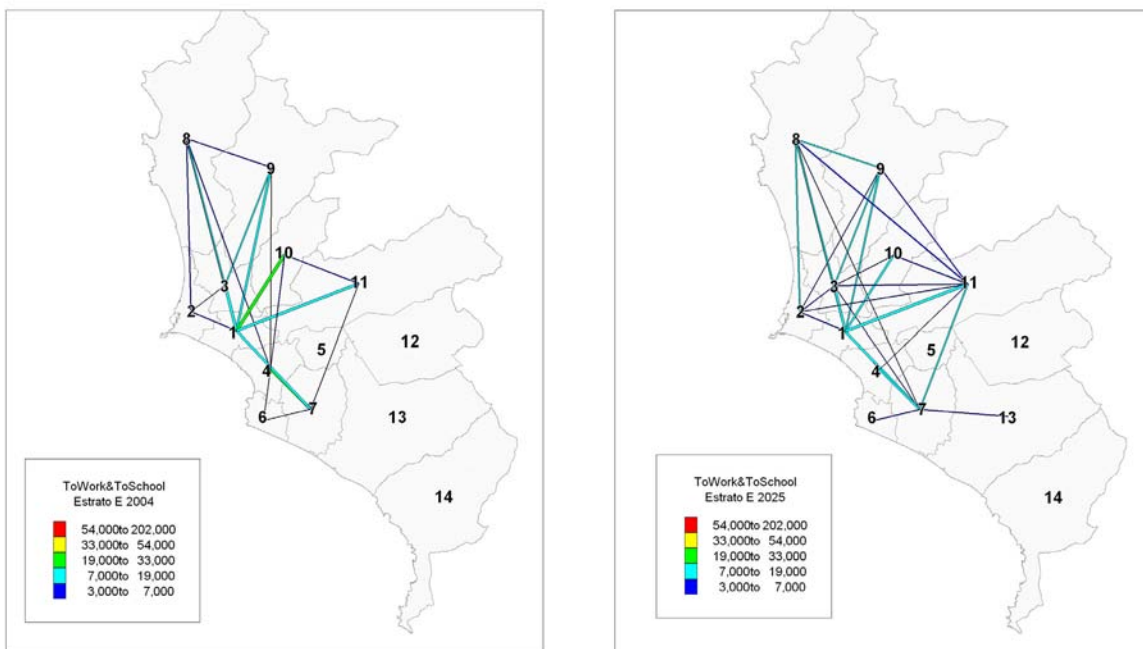 8
9
10
3
11
2
1
5
12
4
6
7
13
14
ToWork&ToSchool
Estrato E 2004
54,000to 202,000
33,000to 54,000
19,000to 33,000
7,000to 19,000
3,000to 7,000
8
9
10
3
11
2
1
5
12
4
6
7
13
14
ToWork&ToSchool
Estrato E 2025
54,000to 202,000
33,000to 54,000
19,000to 33,000
7,000to 19,000
3,000to 7,000